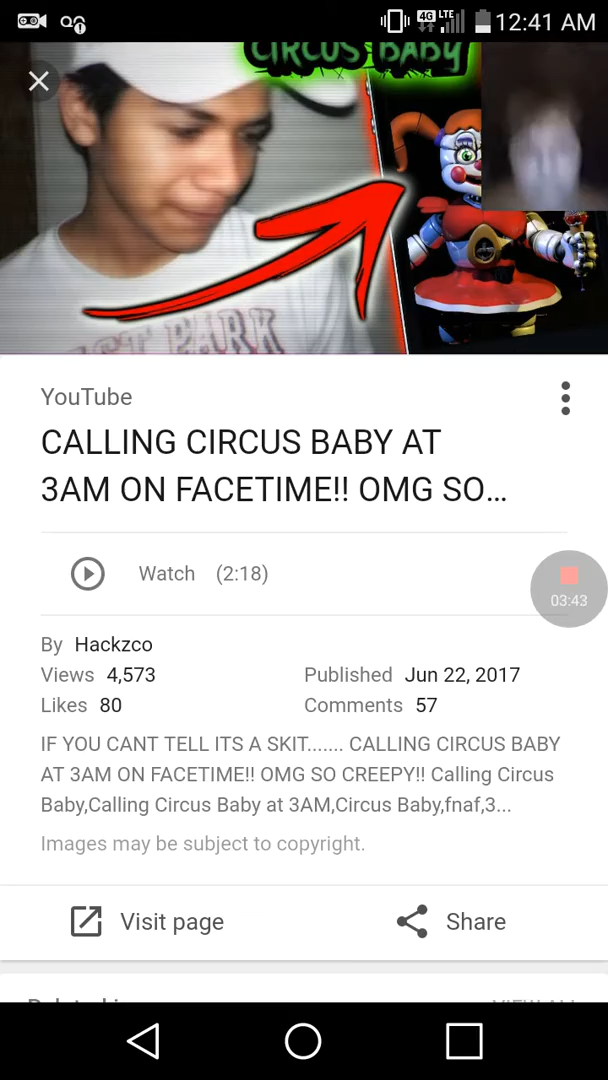 4G LTE 12:41 AM
CIRCUS BABY
YouTube
CALLING CIRCUS BABY AT
3AM ON FACETIME!! OMG SO...
Watch (2:18)
03:43
By Hackzco
Views 4,573 Published Jun 22, 2017
Likes 80 Comments 57
IF YOU CANT TELL ITS A SKIT....... CALLING CIRCUS BABY
AT 3AM ON FACETIME!! OMG SO CREEPY!! Calling Circus
Baby,Calling Circus Baby at 3AM,Circus Baby,fnaf,3...
Images may be subject to copyright.
Visit page Share